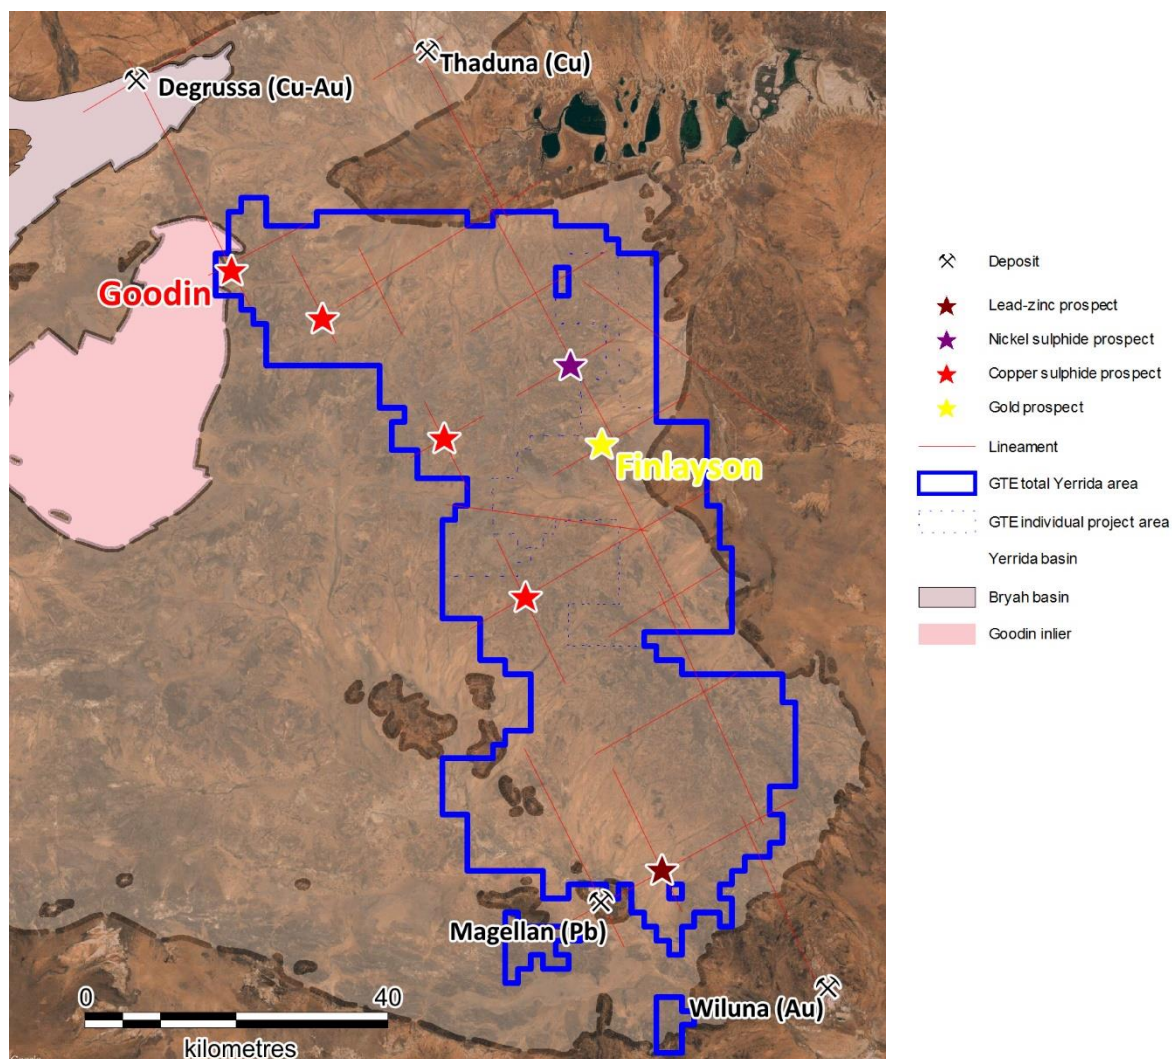 Thaduna (Cu)
Degrussa (Cu-Au)
Goodin
Finlayson
Magellan (Pb)
Wiluna (Au)
0 40
kilometres
Deposit
Lead-zinc prospect
Nickel sulphide prospect
Copper sulphide prospect
Gold prospect
Lineament
GTE total Yerrida area
GTE individual project area
Yerrida basin
Bryah basin
Goodin inlier